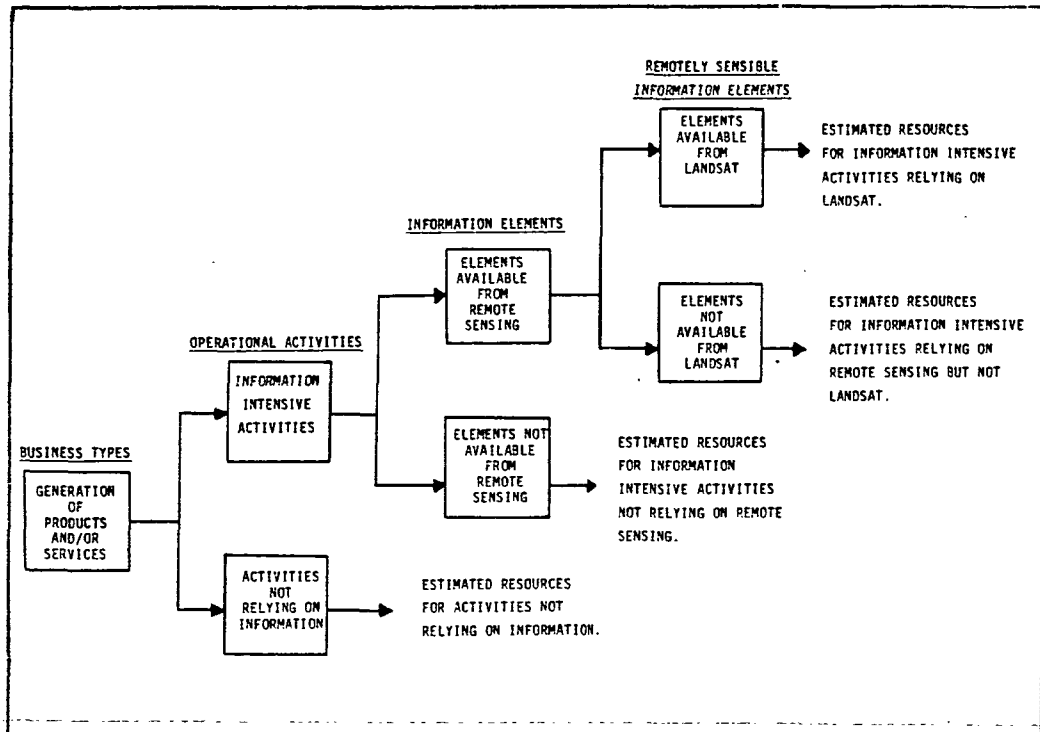 REMOTELY SENSIBLE
INFORMATION ELEMENTS
ELEMENTS
AVAILABLE
FROM
LANDSAT
ESTIMATED RESOURCES
FOR INFORMATION INTENSIVE
ACTIVITIES RELYING ON
LANDSAT.
INFORMATION ELEMENTS
ELEMENTS
AVAILABLE
FROM
REMOTE
SENSING
ELEMENTS
NOT
AVAILABLE
FROM
LANDSAT
ESTIMATED RESOURCES
FOR INFORMATION INTENSIVE
ACTIVITIES RELYING ON
REMOTE SENSING BUT NOT
LANDSAT.
OPERATIONAL ACTIVITIES
INFORMATION
INTENSIVE
ACTIVITIES
ELEMENTS NOT
AVAILABLE
FROM
REMOTE
SENSING
ESTIMATED RESOURCES
FOR INFORMATION
INTENSIVE ACTIVITIES
NOT RELYING ON REMOTE
SENSING.
BUSINESS TYPES
GENERATION
OF
PRODUCTS
AND/OR
SERVICES
ACTIVITIES
NOT
RELYING ON
INFORMATION
ESTIMATED RESOURCES
FOR ACTIVITIES NOT
RELYING ON INFORMATION.